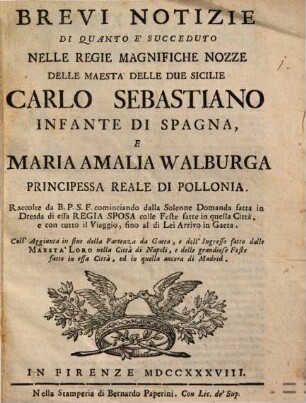 BREVI NOTIZIE
DI QUANTO E' SUCCEDUTO
NELLE REGIE MAGNIFICHE NOZZE
DELLE MAESTA' DELLE DUE SICILIE
CARLO SEBASTIANO
INFANTE DI SPAGNA,
E
MARIA AMALIA WALBURGA
PRINCIPESSA REALE DI POLLONIA.
Raccolte da B. P. S. F. cominciando dalla Solenne Domanda fatta in
Dresda di essa REGIA SPOSA colle Feste fatte in quella Città,
e con tutto il Viaggio, fino al di Lei Arrivo in Gaeta.
Coll' Aggiunta in fine della Partenza da Gaeta, e dell' Ingresso fatto dalle
MAESTA' LORO nella Città di Napoli, e delle grandiose Feste
fatte in essa Città, ed in quella ancora di Madrid.
IN FIRENZE MDCCXXXVIII.
Nella Stamperia di Bernardo Paperini. Con Lic. de' Sup.